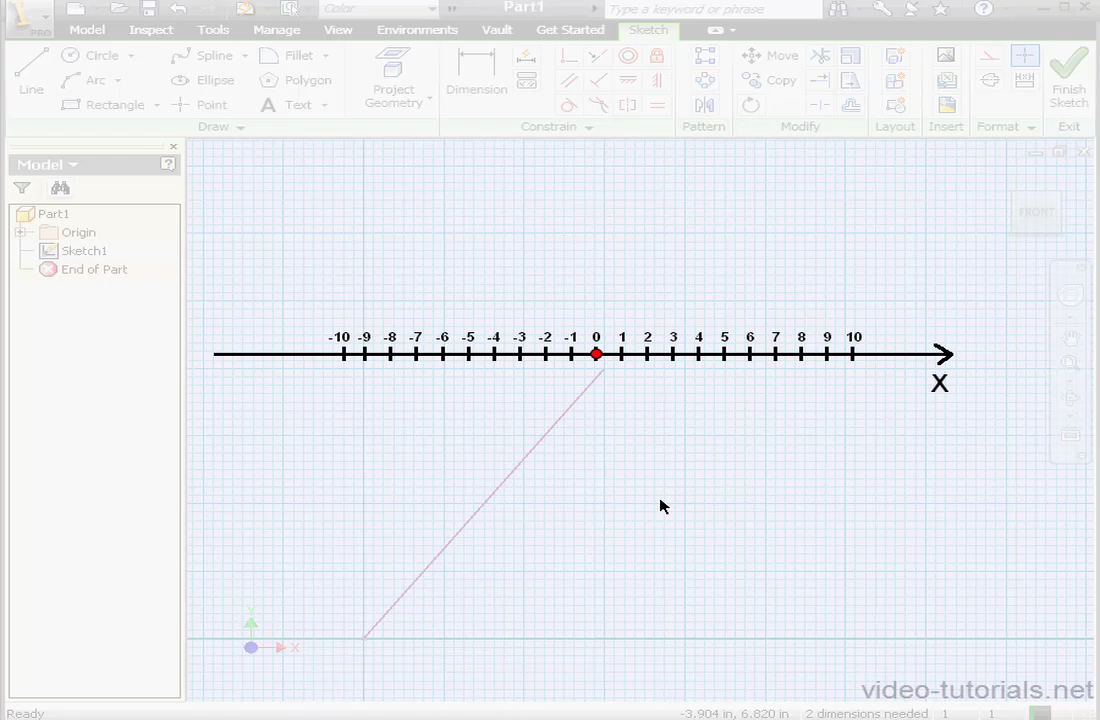 PRO
Color
Part1
Type a keyword or phrase
Model Inspect Tools Manage View Environments Vault Get Started Sketch
Line
Circle
Arc
Rectangle
Spline
Ellipse
Point
Fillet
Polygon
A Text
Project
Geometry
Dimension
Move
Copy
Finish
Sketch
Draw Constrain Pattern Modify Layout Insert Format Exit
Model
Part1
Origin
Sketch1
End of Part
FRONT
-10 -9 -8 -7 -6 -5 -4 -3 -2 -1 0 1 2 3 4 5 6 7 8 9 10
X
Y
X
video-tutorials.net
Ready
-3.904 in, 6.820 in 2 dimensions needed 1 1